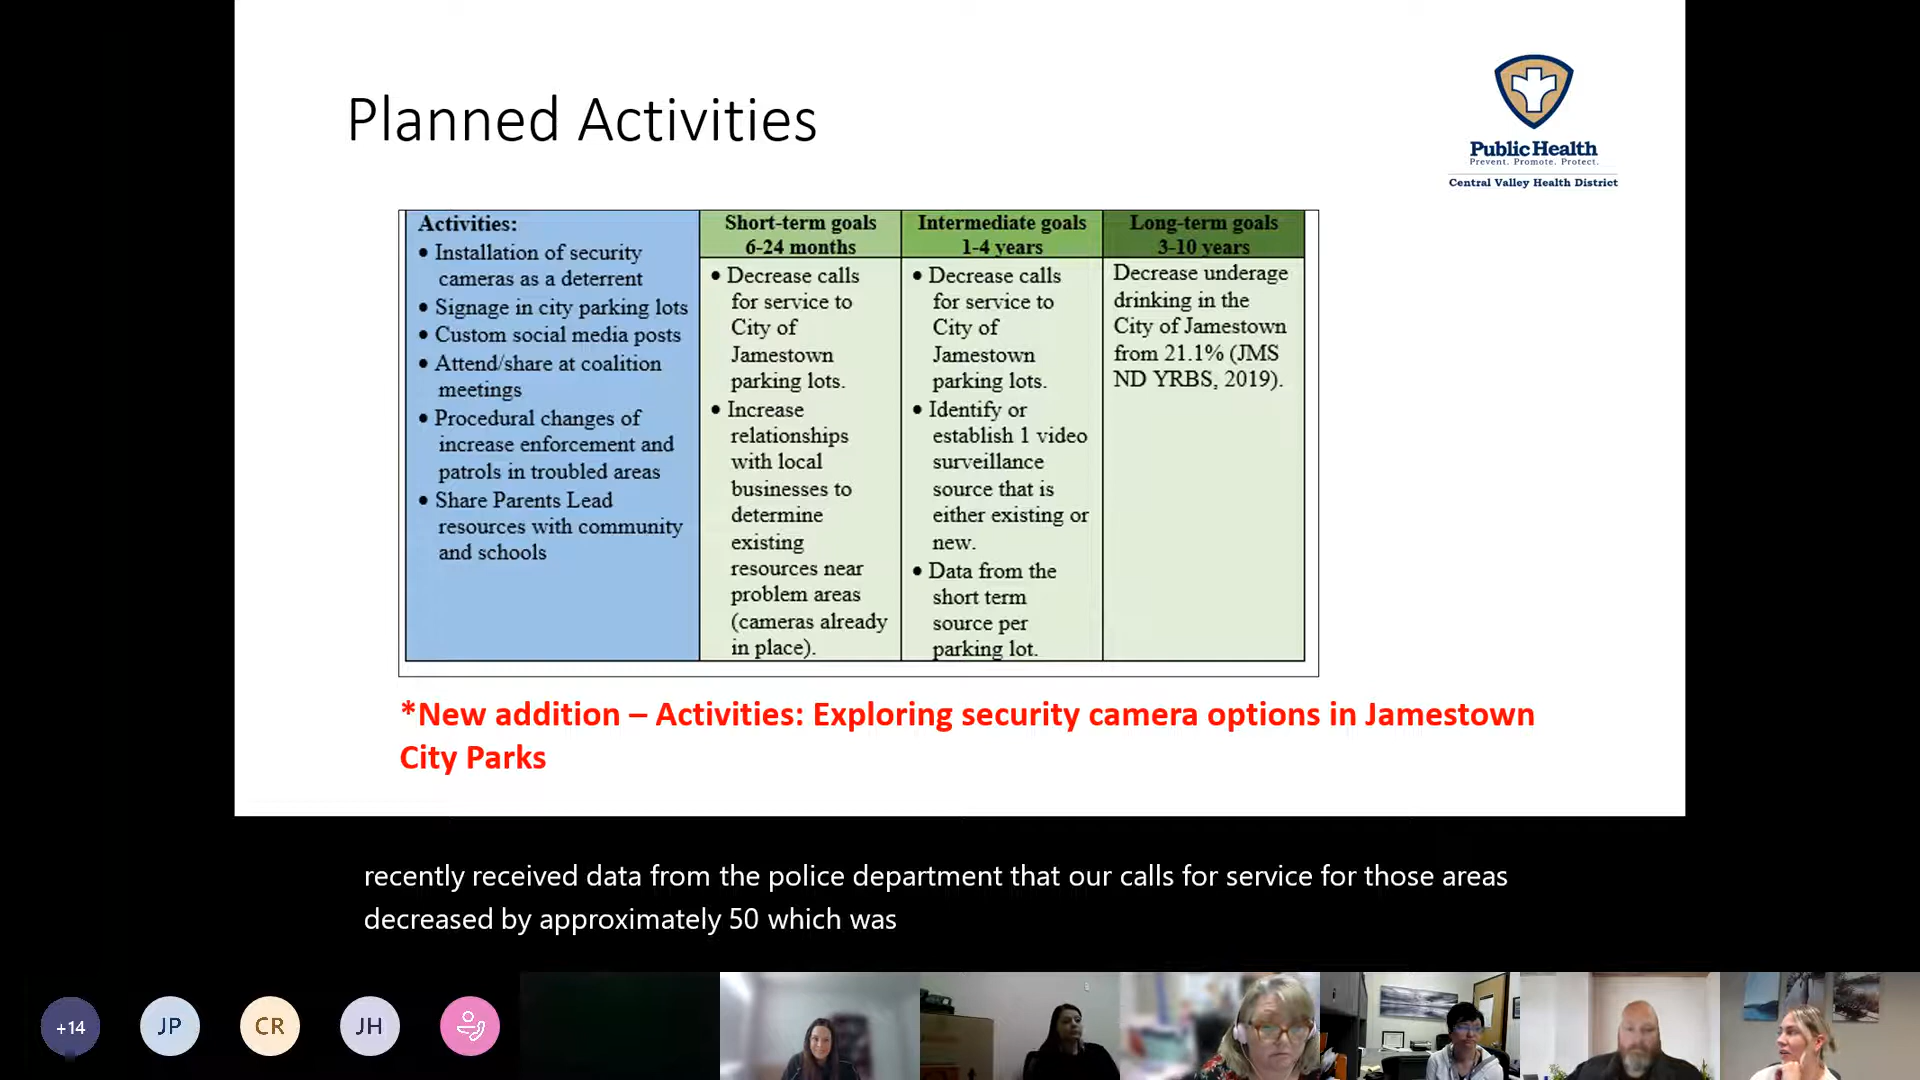 Planned Activities
Public Health
Prevent. Promote. Protect.
Central Valley Health District
Activities:
• Installation of security
cameras as a deterrent
• Signage in city parking lots
• Custom social media posts
• Attend/share at coalition
meetings
• Procedural changes of
increase enforcement and
patrols in troubled areas
• Share Parents Lead
resources with community
and schools
Short-term goals
6-24 months
• Decrease calls
for service to
City of
Jamestown
parking lots.
• Increase
relationships
with local
businesses to
determine
existing
resources near
problem areas
(cameras already
in place).
Intermediate goals
1-4 years
• Decrease calls
for service to
City of
Jamestown
parking lots.
• Identify or
establish 1 video
surveillance
source that is
either existing or
new.
• Data from the
short term
source per
parking lot.
Long-term goals
3-10 years
Decrease underage
drinking in the
City of Jamestown
from 21.1% (JMS
ND YRBS, 2019).
*New addition – Activities: Exploring security camera options in Jamestown
City Parks
recently received data from the police department that our calls for service for those areas
decreased by approximately 50 which was
+14
JP
CR
JH